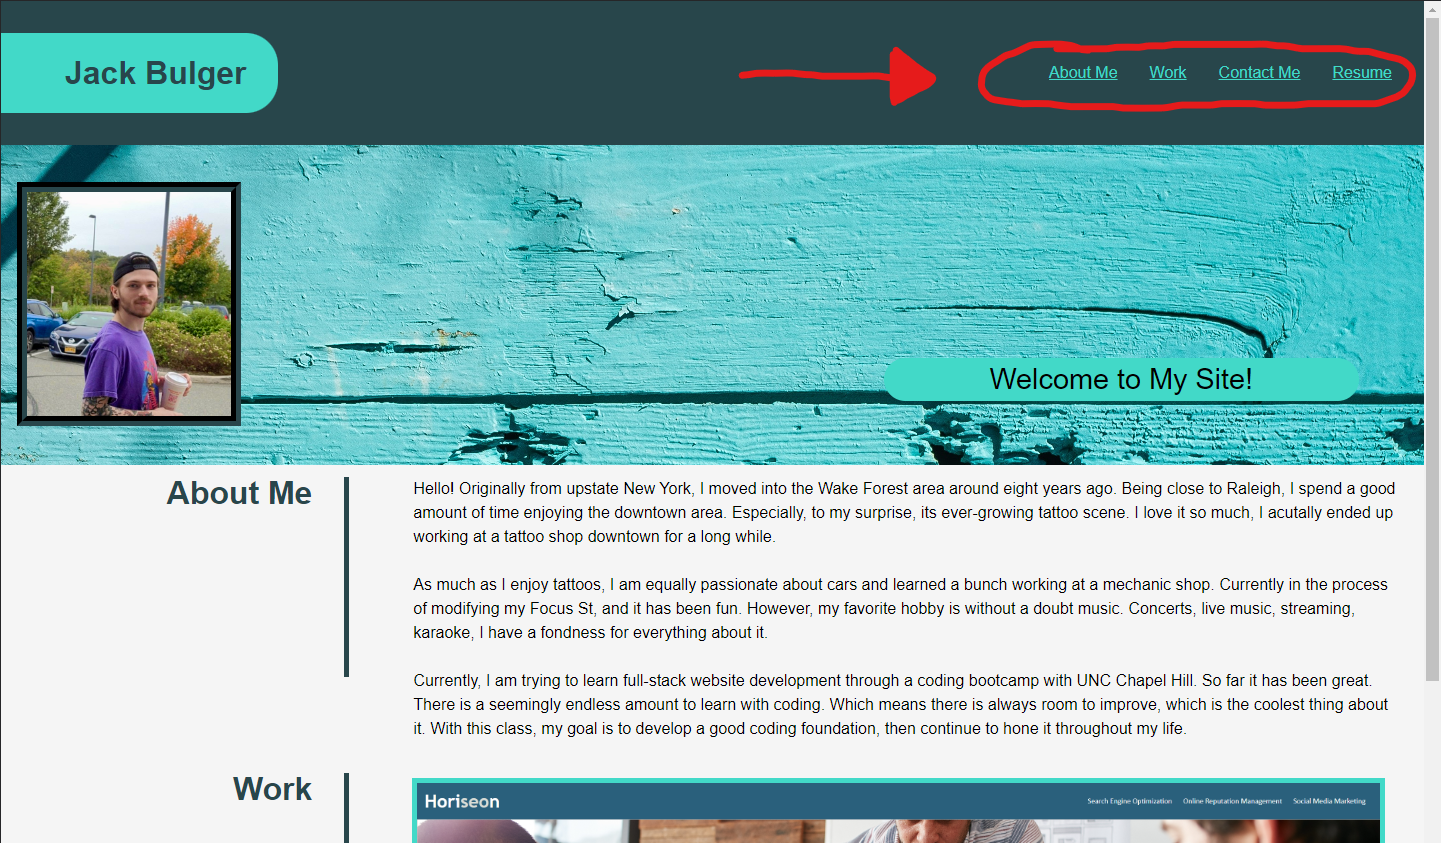 Jack Bulger
About Me
Work
Contact Me
Resume
Welcome to My Site!
About Me
Hello! Originally from upstate New York, I moved into the Wake Forest area around eight years ago. Being close to Raleigh, I spend a good
amount of time enjoying the downtown area. Especially, to my surprise, its ever-growing tattoo scene. I love it so much, I acutally ended up
working at a tattoo shop downtown for a long while.
As much as I enjoy tattoos, I am equally passionate about cars and learned a bunch working at a mechanic shop. Currently in the process
of modifying my Focus St, and it has been fun. However, my favorite hobby is without a doubt music. Concerts, live music, streaming,
karaoke, I have a fondness for everything about it.
Currently, I am trying to learn full-stack website development through a coding bootcamp with UNC Chapel Hill. So far it has been great.
There is a seemingly endless amount to learn with coding. Which means there is always room to improve, which is the coolest thing about
it. With this class, my goal is to develop a good coding foundation, then continue to hone it throughout my life.
Work
Horiseon
Search Engine Optimization
Online Reputation Management
Social Media Marketing